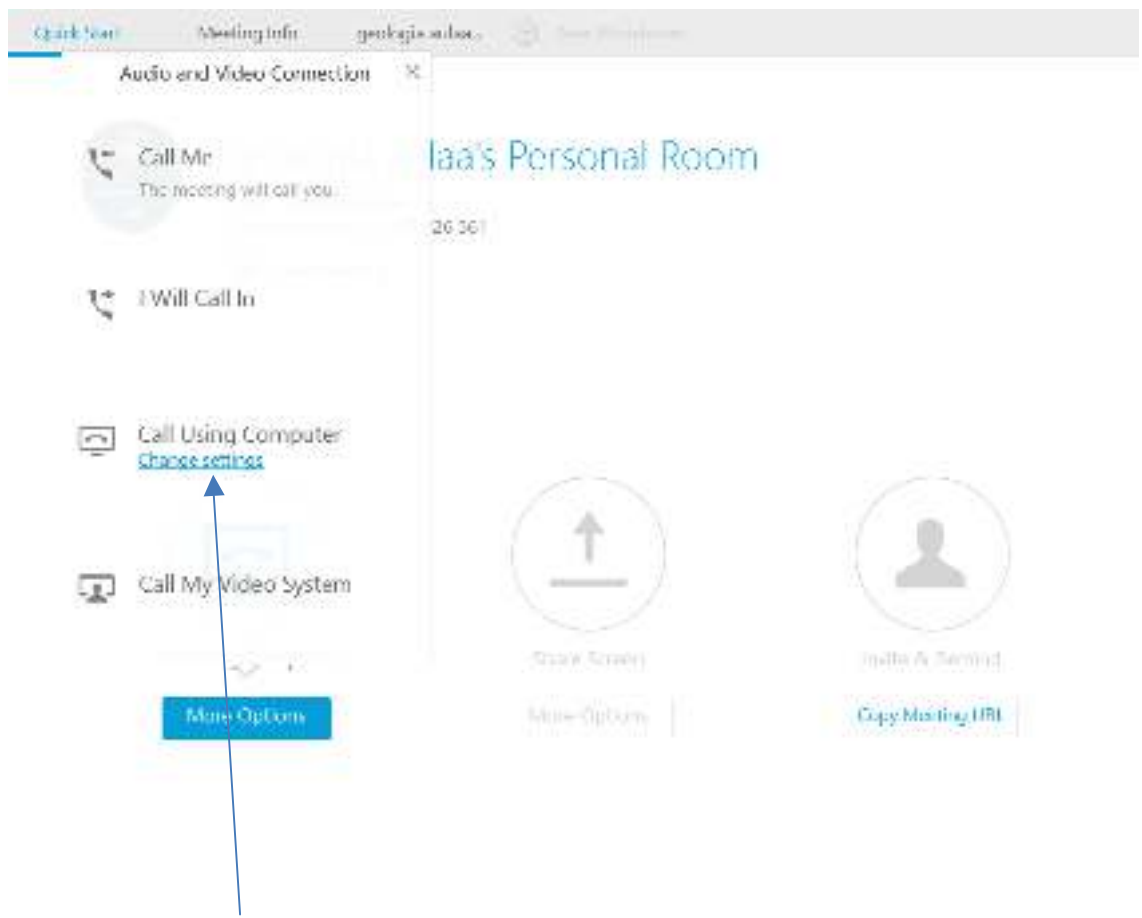 Quick Start Meeting Info geologia aulaa...
Audio and Video Connection
Call Me
The meeting will call you.
laa's Personal Room
26 361
I Will Call In
Call Using Computer
Change settings
Call My Video System
Share Screen
Invite & Remind
More Options
More Options
Copy Meeting URL